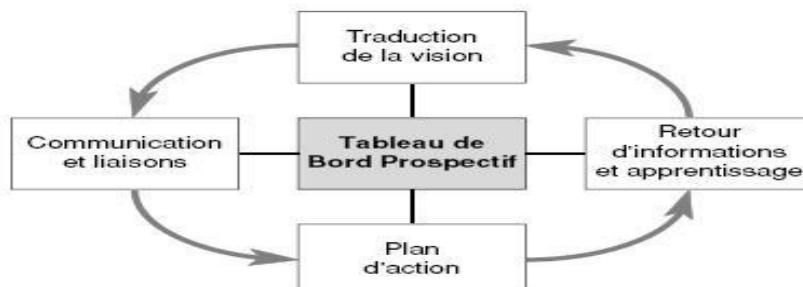 Traduction
de la vision
Communication
et liaisons
Tableau de
Bord Prospectif
Retour
d'informations
et apprentissage
Plan
d'action